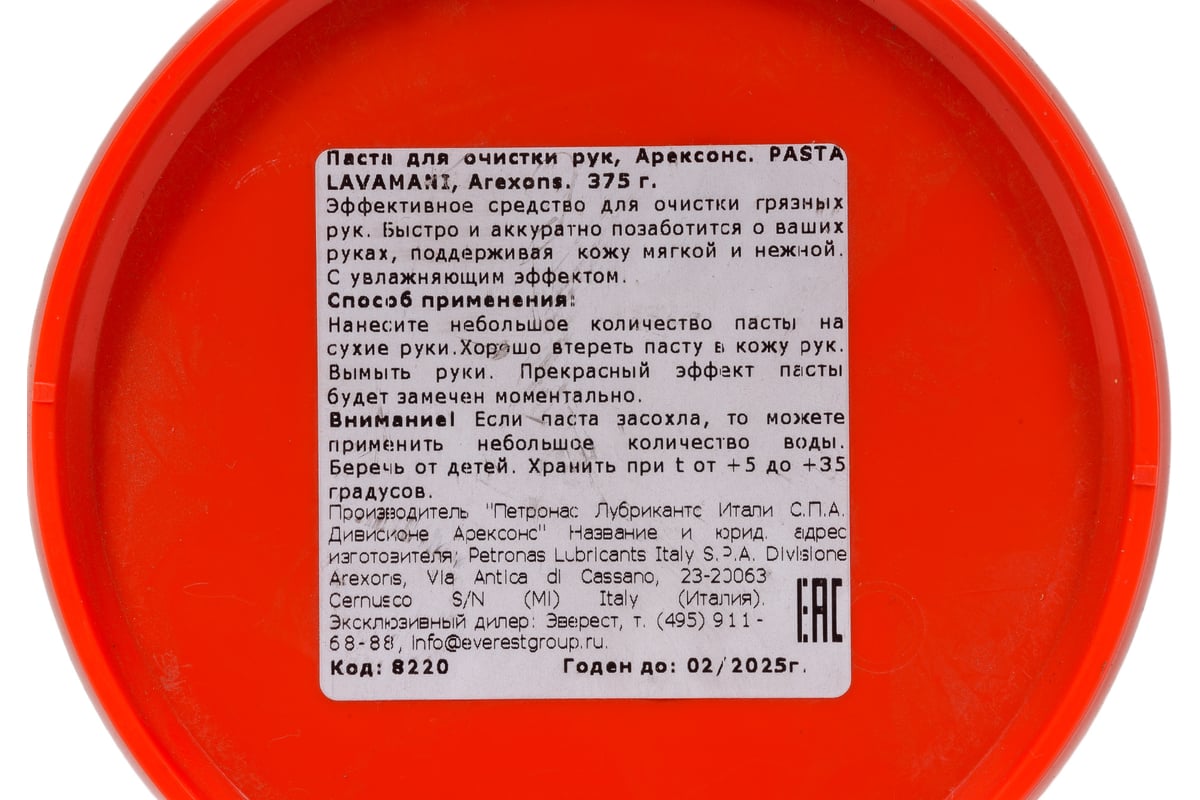 Паста для очистки рук, Арексонс. PASTA
LAVAMANI, Arexons. 375 г.
Эффективное средство для очистки грязных
рук. Быстро и аккуратно позаботится о ваших
руках, поддерживая кожу мягкой и нежной.
С увлажняющим эффектом.
Способ применения:
Нанесите небольшое количество пасты на
сухие руки.Хорошо втереть пасту в кожу рук.
Вымыть руки. Прекрасный эффект пасты
будет замечен моментально.
Внимание! Если паста засохла, то можете
применить небольшое количество воды.
Беречь от детей. Хранить при t от +5 до +35
градусов.
Производитель "Петронас Лубрикантс Итали С.П.А.
Дивисионе Арексонс" Название и юрид. адрес
изготовителя: Petronas Lubricants Italy S.P.A. Divisione
Arexons, Via Antica di Cassano, 23-20063
Cernusco S/N (MI) Italy (Италия).
Эксклюзивный дилер: Эверест, т. (495) 911-
68-88, info@everestgroup.ru.
EAC
Код: 8220 Годен до: 02/2025г.